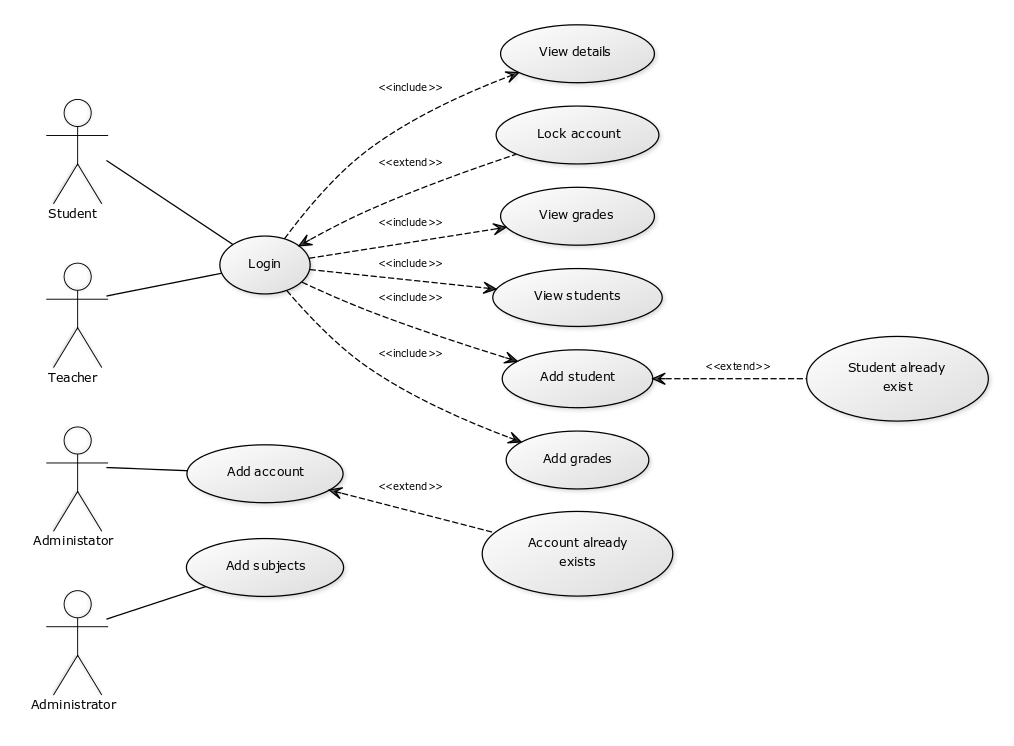 View details
<<include>>
Lock account
<<extend>>
Student
View grades
<<include>>
Login
<<include>>
View students
<<include>>
Teacher
<<include>>
Add student
<<extend>>
Student already
exist
Add grades
Add account
<<extend>>
Administator
Account already
exists
Add subjects
Administrator